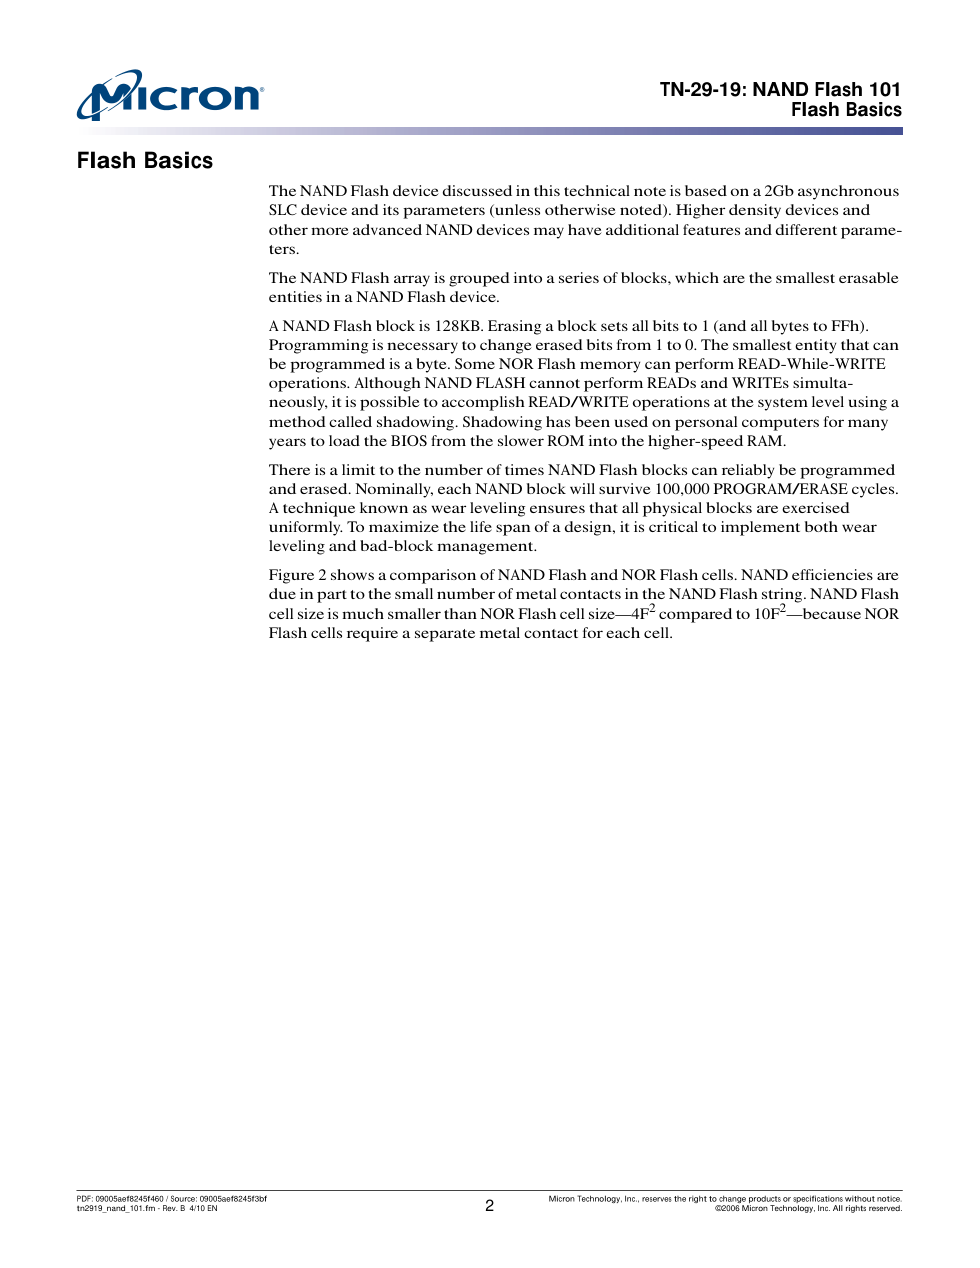 Micron®
TN-29-19: NAND Flash 101
Flash Basics
Flash Basics
The NAND Flash device discussed in this technical note is based on a 2Gb asynchronous
SLC device and its parameters (unless otherwise noted). Higher density devices and
other more advanced NAND devices may have additional features and different parame-
ters.
The NAND Flash array is grouped into a series of blocks, which are the smallest erasable
entities in a NAND Flash device.
A NAND Flash block is 128KB. Erasing a block sets all bits to 1 (and all bytes to FFh).
Programming is necessary to change erased bits from 1 to 0. The smallest entity that can
be programmed is a byte. Some NOR Flash memory can perform READ-While-WRITE
operations. Although NAND FLASH cannot perform READs and WRITEs simulta-
neously, it is possible to accomplish READ/WRITE operations at the system level using a
method called shadowing. Shadowing has been used on personal computers for many
years to load the BIOS from the slower ROM into the higher-speed RAM.
There is a limit to the number of times NAND Flash blocks can reliably be programmed
and erased. Nominally, each NAND block will survive 100,000 PROGRAM/ERASE cycles.
A technique known as wear leveling ensures that all physical blocks are exercised
uniformly. To maximize the life span of a design, it is critical to implement both wear
leveling and bad-block management.
Figure 2 shows a comparison of NAND Flash and NOR Flash cells. NAND efficiencies are
due in part to the small number of metal contacts in the NAND Flash string. NAND Flash
cell size is much smaller than NOR Flash cell size—4F² compared to 10F²—because NOR
Flash cells require a separate metal contact for each cell.
PDF: 09005aef8245f460 / Source: 09005aef8245f3bf
tn2919_nand_101.fm - Rev. B 4/10 EN
2
Micron Technology, Inc., reserves the right to change products or specifications without notice.
©2006 Micron Technology, Inc. All rights reserved.